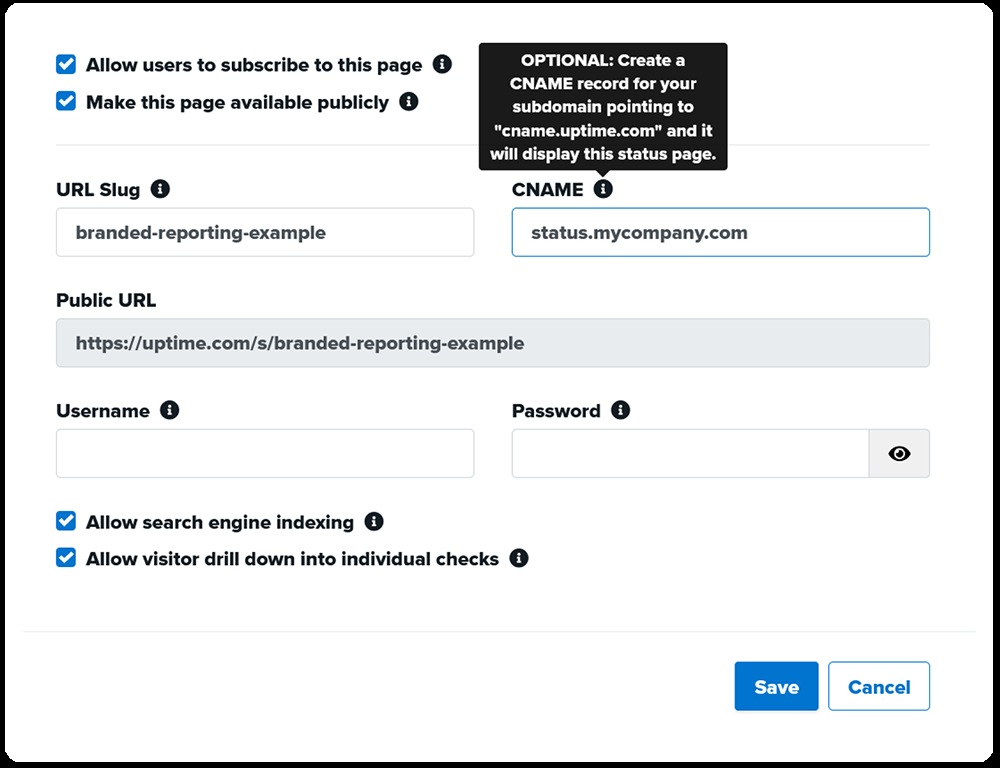 Allow users to subscribe to this page
Make this page available publicly
OPTIONAL: Create a
CNAME record for your
subdomain pointing to
"cname.uptime.com" and it
will display this status page.
URL Slug
CNAME
branded-reporting-example
status.mycompany.com
Public URL
https://uptime.com/s/branded-reporting-example
Username
Password
Allow search engine indexing
Allow visitor drill down into individual checks
Save
Cancel